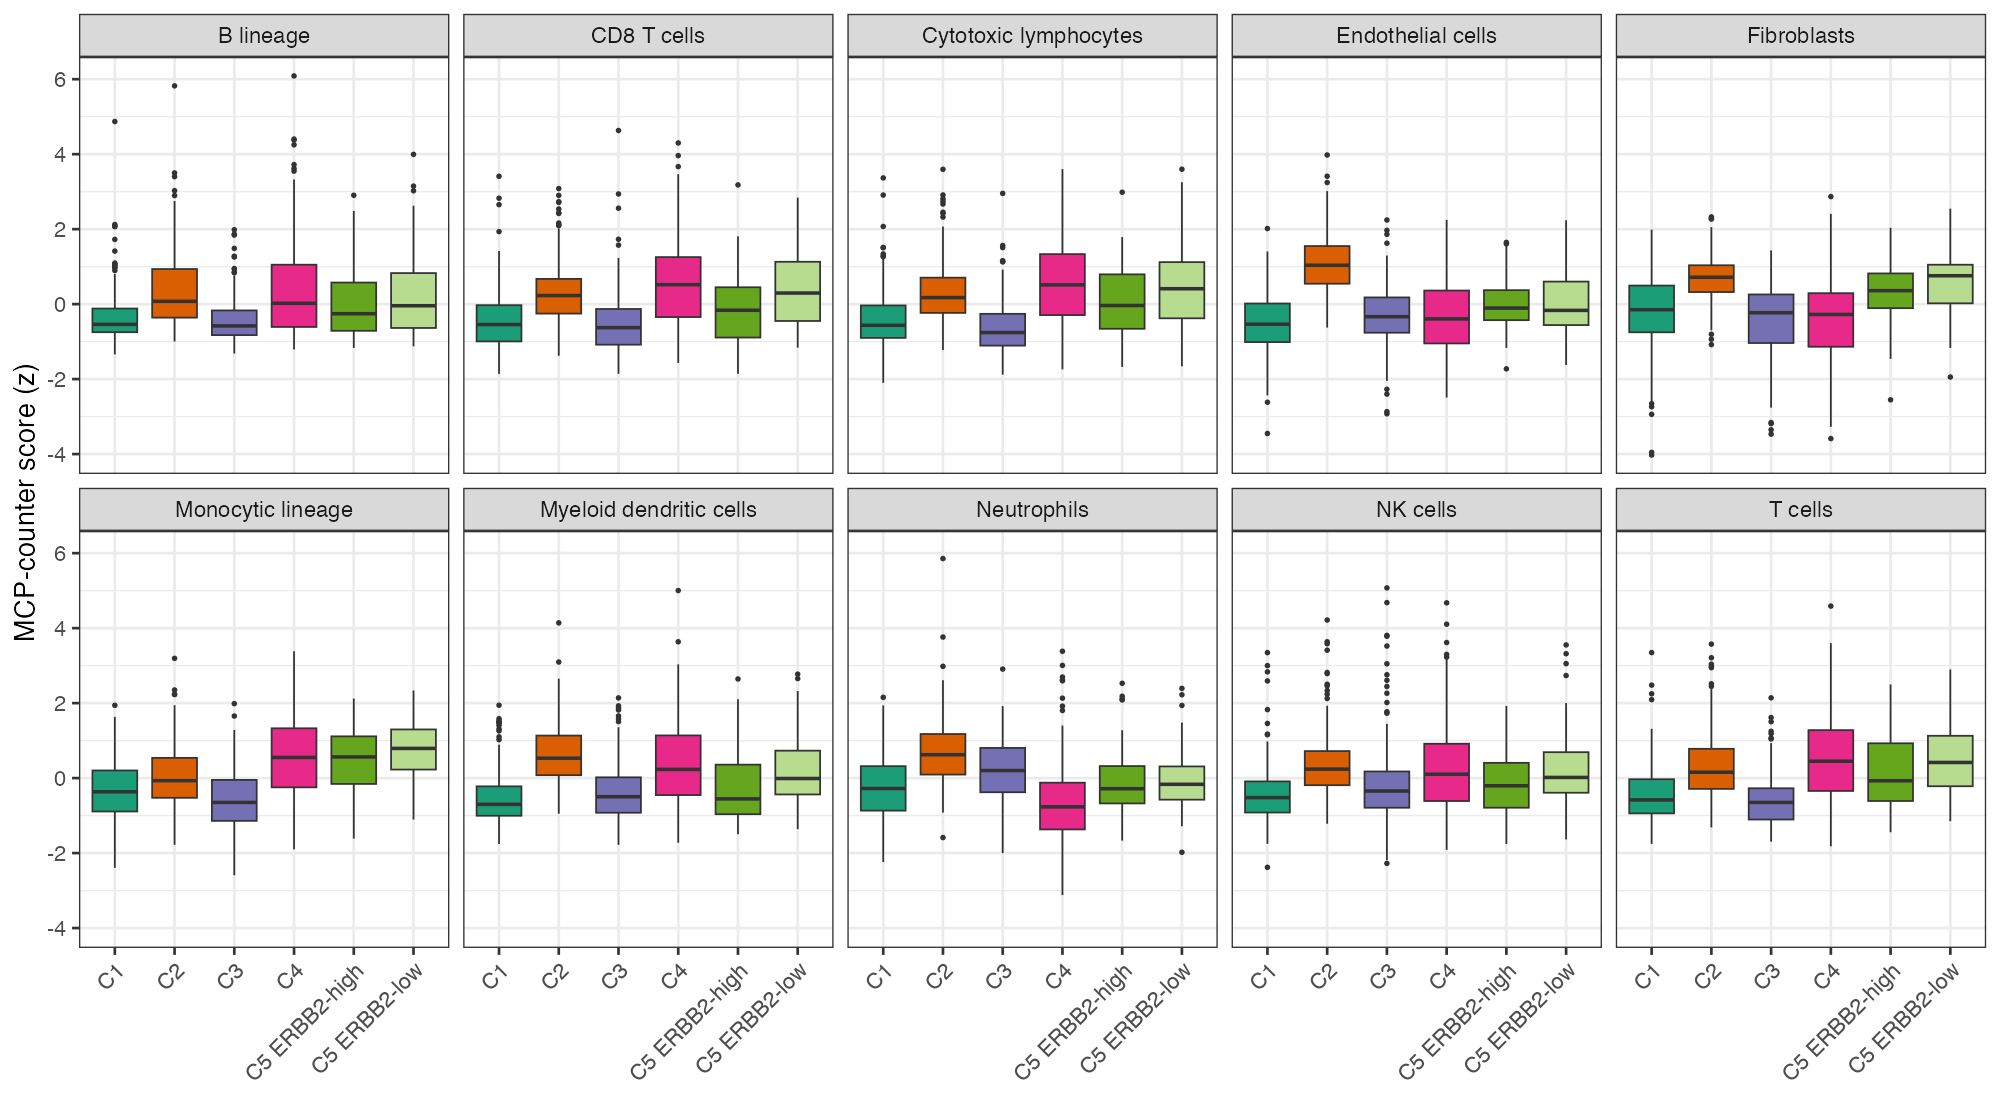 B lineage
CD8 T cells
Cytotoxic lymphocytes
Endothelial cells
Fibroblasts
6
4
2
0
-2
-4
MCP-counter score (z)
Monocytic lineage
Myeloid dendritic cells
Neutrophils
NK cells
T cells
6
4
2
0
-2
-4
C1
C2
C3
C4
C5 ERBB2-high
C5 ERBB2-low
C1
C2
C3
C4
C5 ERBB2-high
C5 ERBB2-low
C1
C2
C3
C4
C5 ERBB2-high
C5 ERBB2-low
C1
C2
C3
C4
C5 ERBB2-high
C5 ERBB2-low
C1
C2
C3
C4
C5 ERBB2-high
C5 ERBB2-low